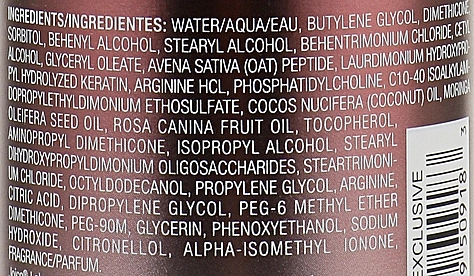 INGREDIENTS/INGREDIENTES: WATER/AQUA/EAU, BUTYLENE GLYCOL, DIMETHICONE,
SORBITOL, BEHENYL ALCOHOL, STEARYL ALCOHOL, BEHENTRIMONIUM CHLORIDE, CETYL
ALCOHOL, GLYCERYL OLEATE, AVENA SATIVA (OAT) PEPTIDE, LAURDIMONIUM HYDROXYPRO-
PYL HYDROLYZED KERATIN, ARGININE HCL, PHOSPHATIDYLCHOLINE, C10-40 ISOALKYLAMI-
DOPROPYLETHYLDIMONIUM ETHOSULFATE, COCOS NUCIFERA (COCONUT) OIL, MORINGA
OLEIFERA SEED OIL, ROSA CANINA FRUIT OIL, TOCOPHEROL,
AMINOPROPYL DIMETHICONE, ISOPROPYL ALCOHOL, STEARYL
DIHYDROXYPROPYLDIMONIUM OLIGOSACCHARIDES, STEARTRIMONI-
UM CHLORIDE, OCTYLDODECANOL, PROPYLENE GLYCOL, ARGININE,
CITRIC ACID, DIPROPYLENE GLYCOL, PEG-6 METHYL ETHER
DIMETHICONE, PEG-90M, GLYCERIN, PHENOXYETHANOL, SODIUM
HYDROXIDE, CITRONELLOL, ALPHA-ISOMETHYL IONONE,
FRAGRANCE/PARFUM.
EXCLUSIVE